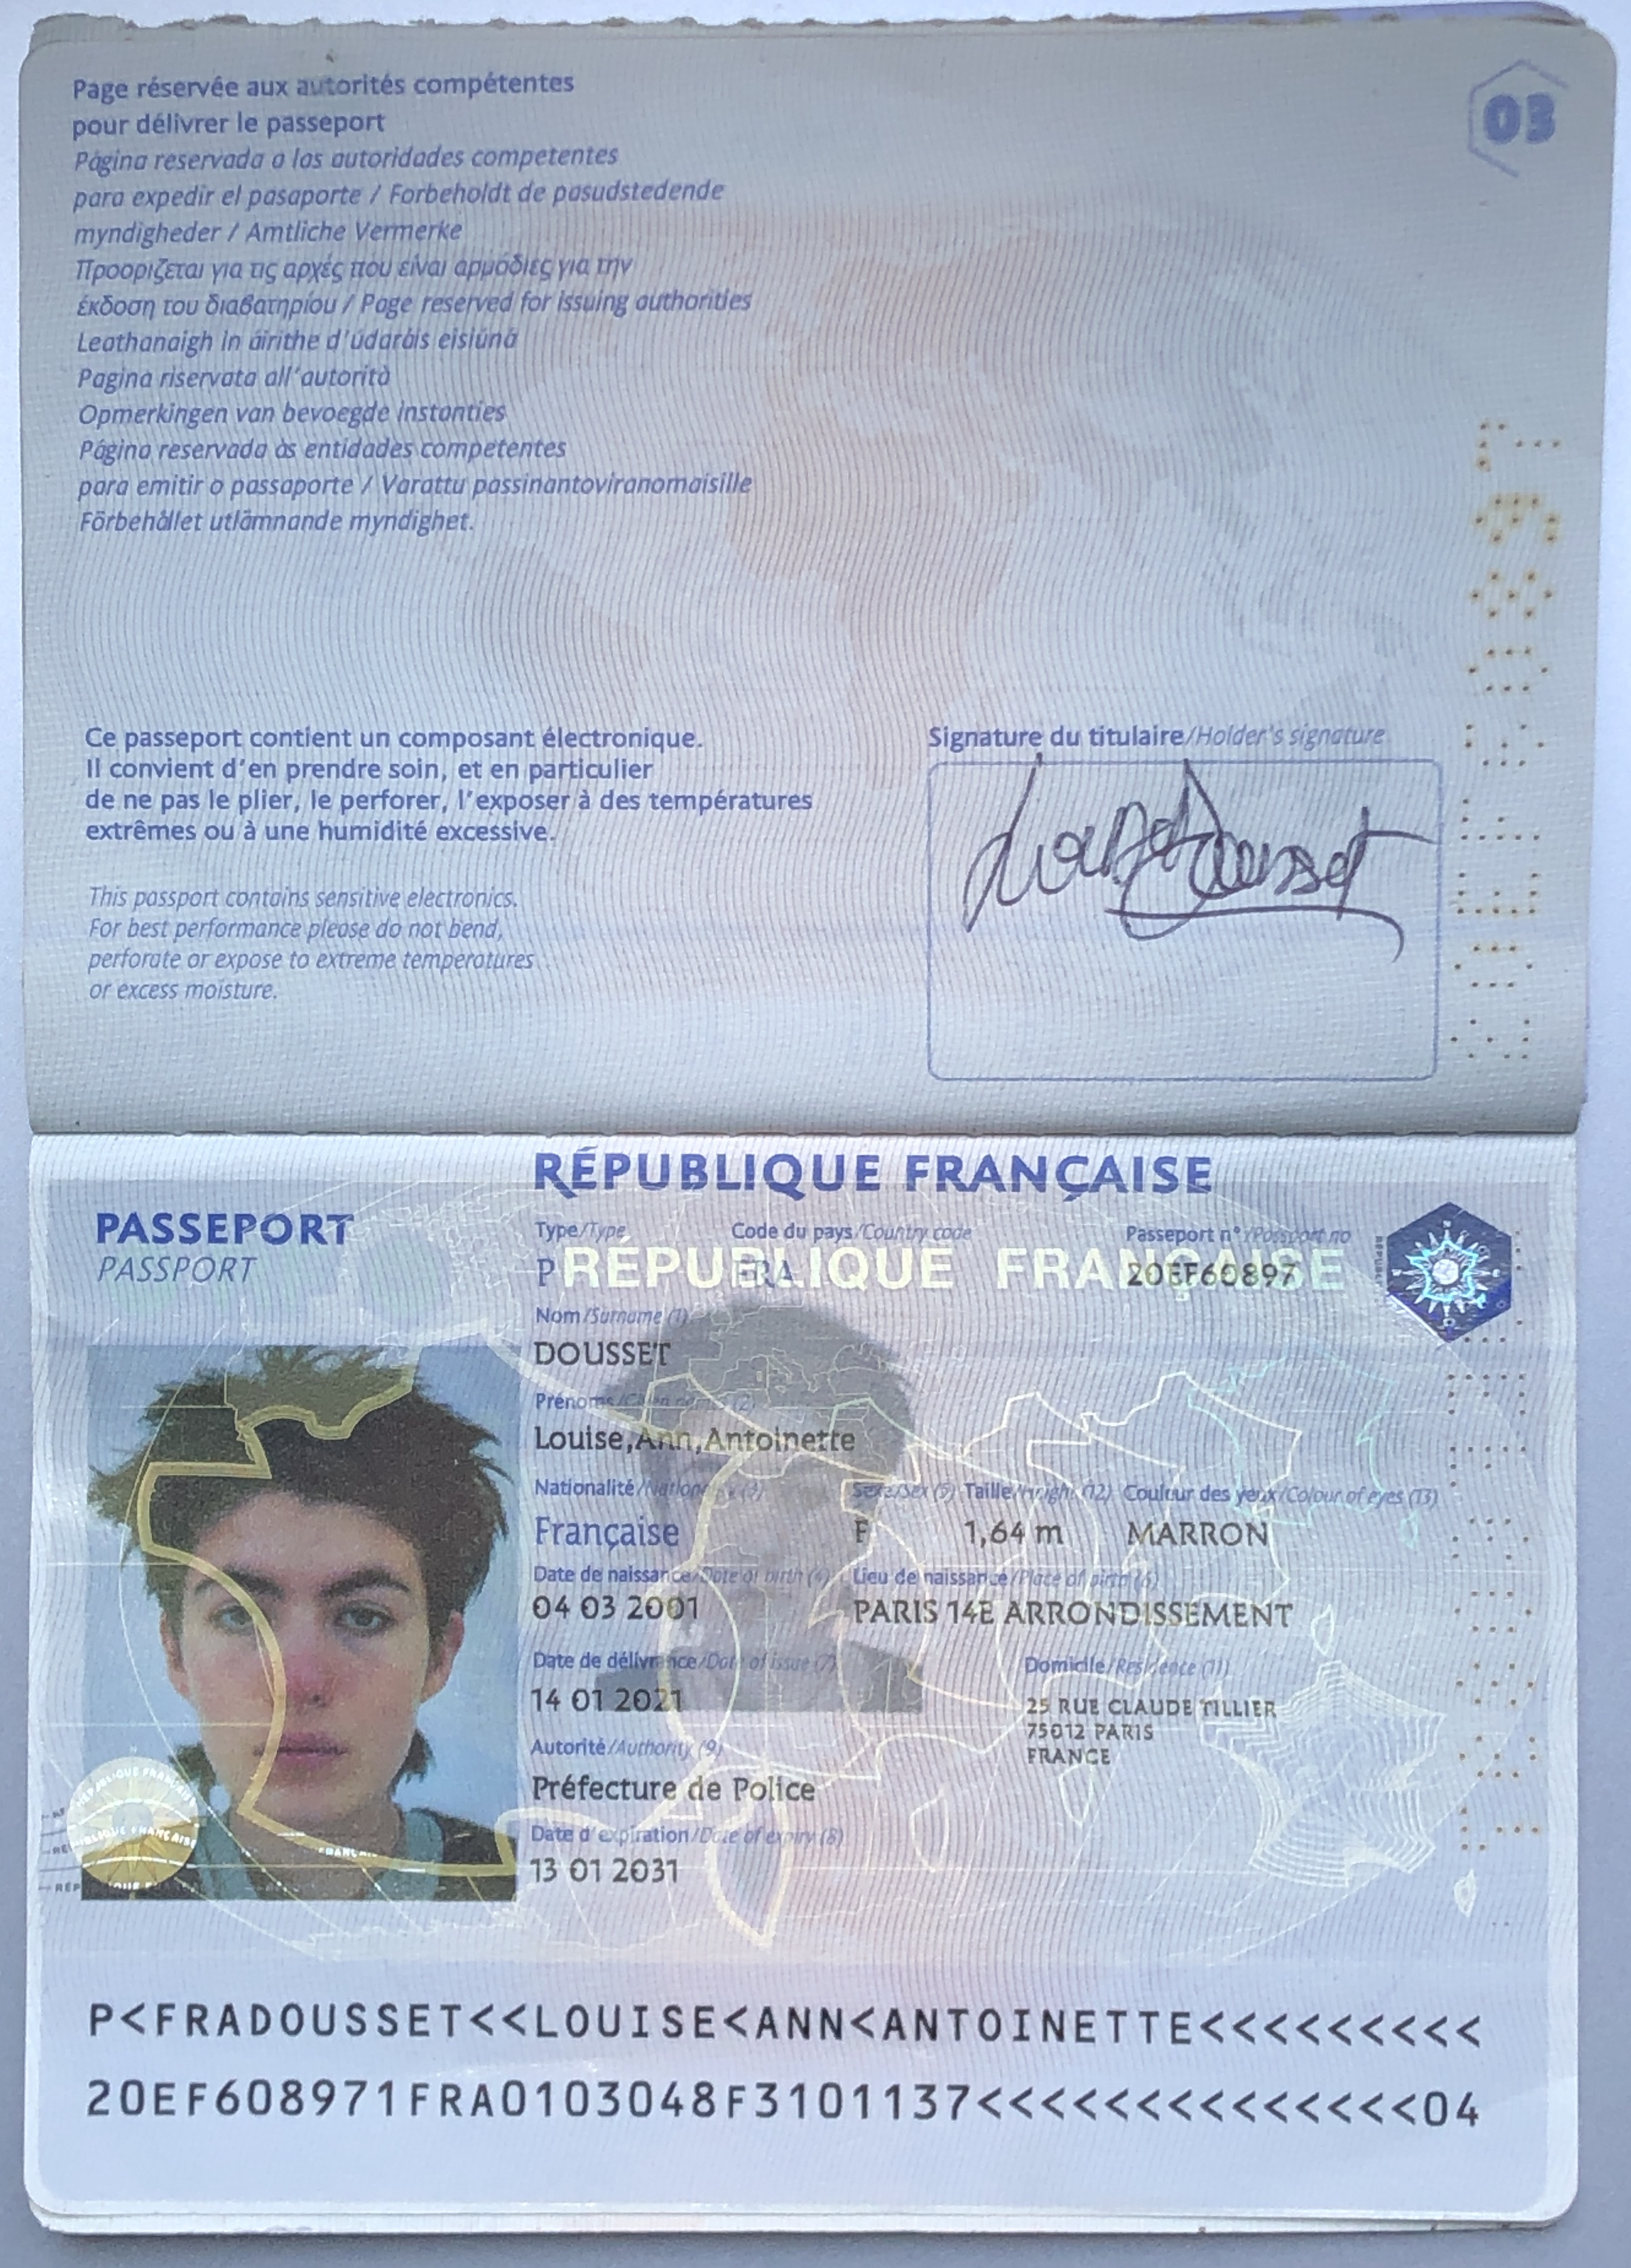 03
Page réservée aux autorités compétentes
pour délivrer le passeport
Página reservada a las autoridades competentes
para expedir el pasaporte / Forbeholdt de pasudstedende
myndigheder / Amtliche Vermerke
Προορίζεται για τις αρχές που είναι αρμόδιες για την
έκδοση του διαβατηρίου / Page reserved for issuing authorities
Leathanaigh in áirithe d'údaráis eisiúná
Pagina riservata all'autorità
Opmerkingen van bevoegde instanties
Página reservada às entidades competentes
para emitir o passaporte / Varattu passinantoviranomaisille
Förbehållet utlämnande myndighet.
Ce passeport contient un composant électronique.
Il convient d'en prendre soin, et en particulier
de ne pas le plier, le perforer, l'exposer à des températures
extrêmes ou à une humidité excessive.
This passport contains sensitive electronics.
For best performance please do not bend,
perforate or expose to extreme temperatures
or excess moisture.
Signature du titulaire/Holder's signature
20EF60897
RÉPUBLIQUE FRANÇAISE
PASSEPORT
PASSPORT
Type/Type Code du pays/Country code Passeport n°/Passport no
P FRA 20EF60897
RÉPUBLIQUE FRANÇAISE
Nom/Surname (1)
DOUSSET
Prénoms/Given names (2)
Louise,Ann,Antoinette
Nationalité/Nationality (3) Sexe/Sex (5) Taille/Height (12) Couleur des yeux/Colour of eyes (13)
Française F 1,64 m MARRON
Date de naissance/Date of birth (4) Lieu de naissance/Place of birth (6)
04 03 2001 PARIS 14E ARRONDISSEMENT
Date de délivrance/Date of issue (7) Domicile/Residence (11)
14 01 2021 25 RUE CLAUDE TILLIER
75012 PARIS
FRANCE
Autorité/Authority (9)
Préfecture de Police
Date d'expiration/Date of expiry (8)
13 01 2031
RÉPUBLIQUE FRANÇAISE
P<FRADOUSSET<<LOUISE<ANN<ANTOINETTE<<<<<<<<<
20EF608971FRA0103048F3101137<<<<<<<<<<<<<<04